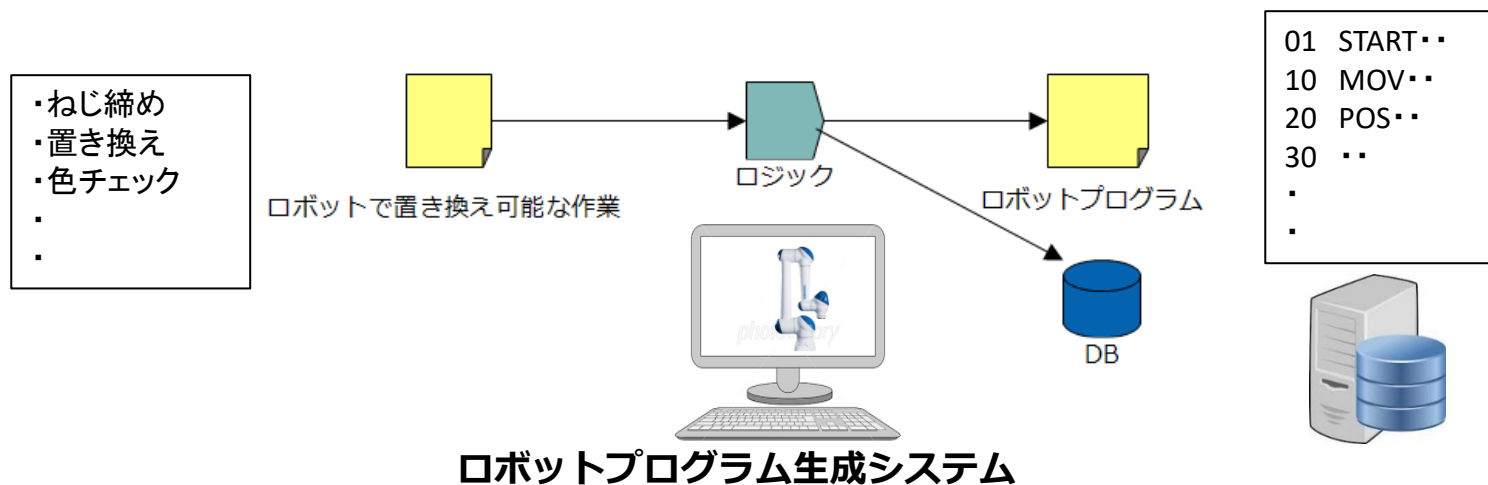 ・ねじ締め
・置き換え
・色チェック
・
・
ロボットで置き換え可能な作業
ロジック
ロボットプログラム
DB
01 START・・
10 MOV・・
20 POS・・
30 ・・
・
・
ロボットプログラム生成システム